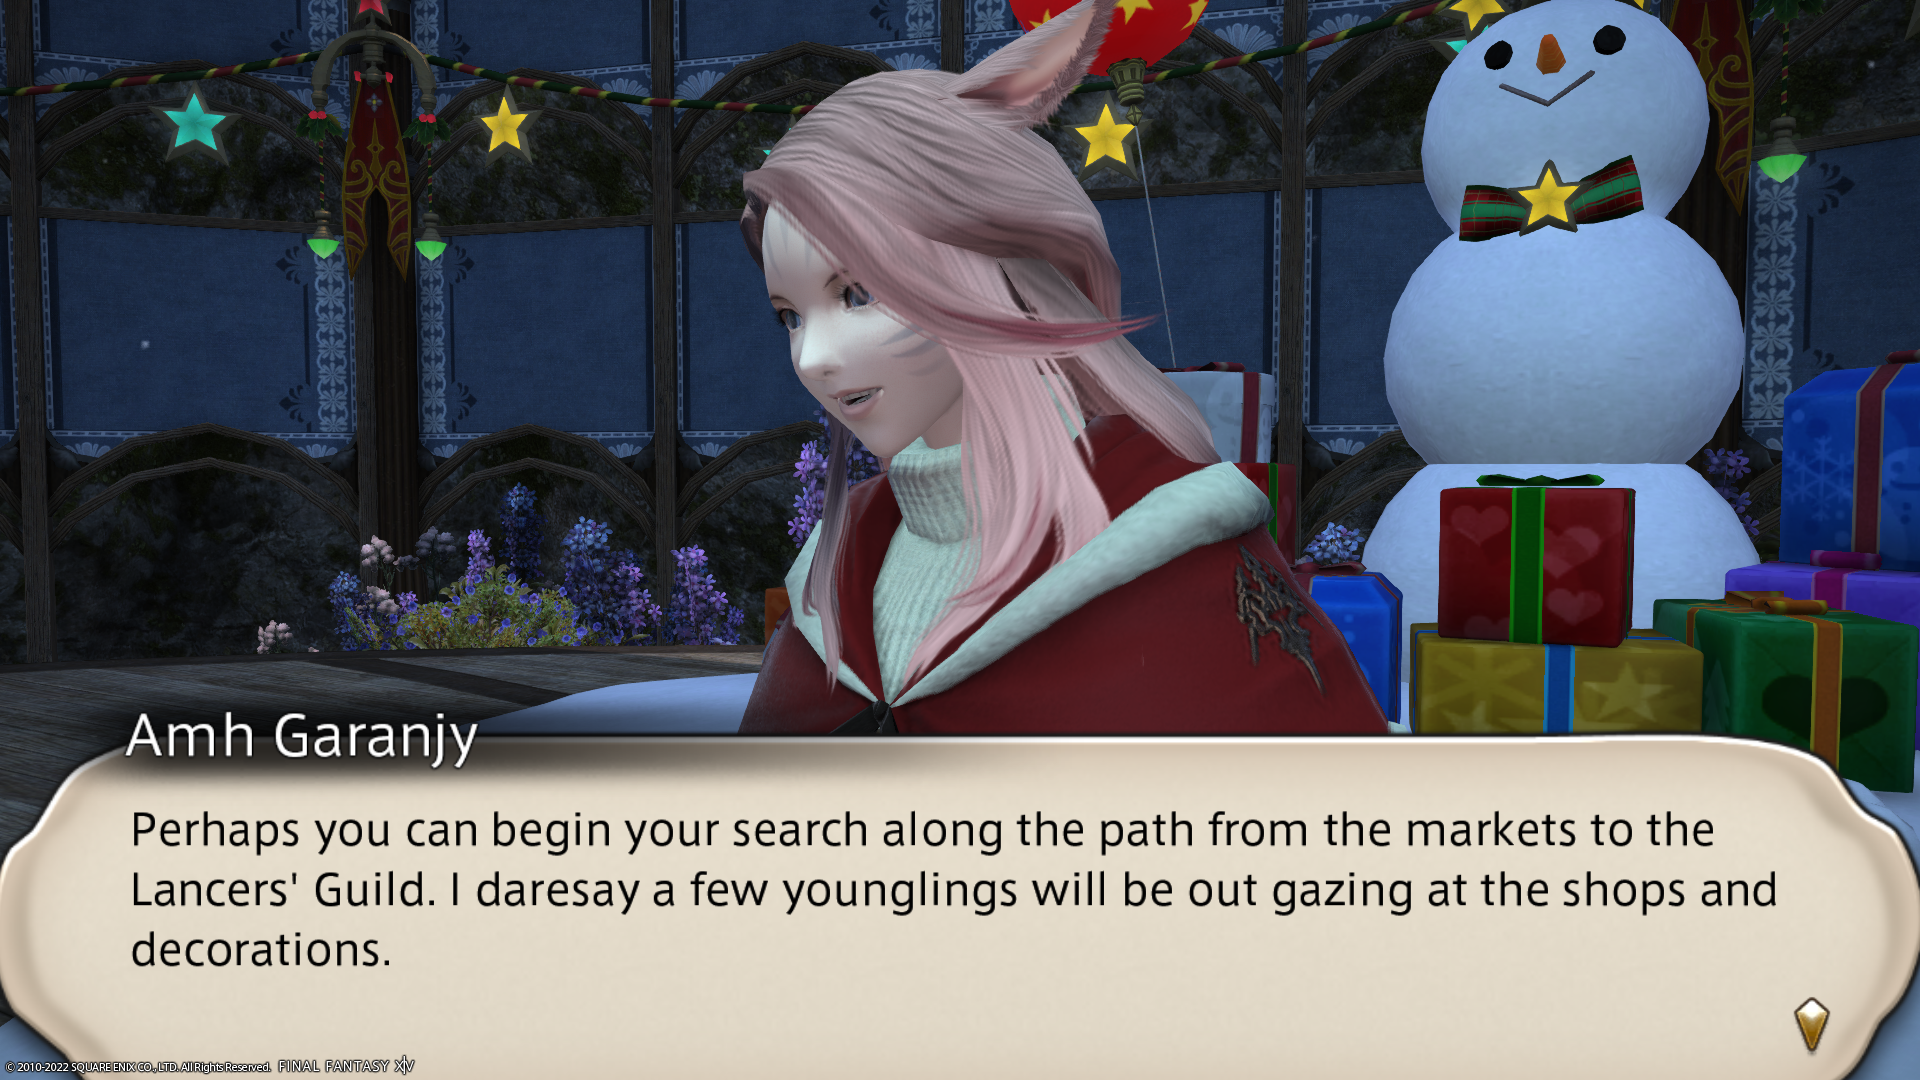 Amh Garanjy
Perhaps you can begin your search along the path from the markets to the
Lancers' Guild. I daresay a few younglings will be out gazing at the shops and
decorations.
© 2010-2022 SQUARE ENIX CO., LTD. All Rights Reserved. FINAL FANTASY XIV